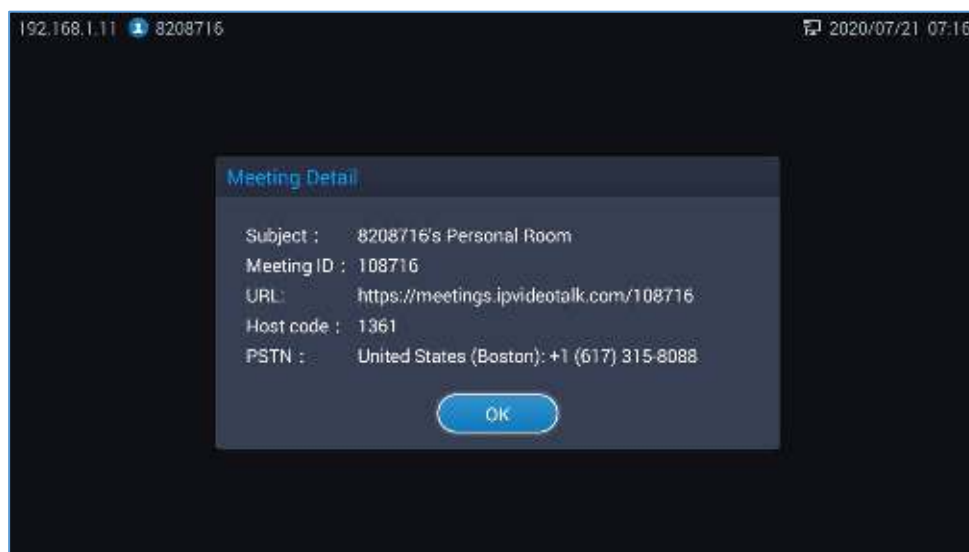 192.168.1.11 1 8208716 2020/07/21 07:16
Meeting Detail
Subject : 8208716's Personal Room
Meeting ID : 108716
URL: https://meetings.ipvideotalk.com/108716
Host code : 1361
PSTN : United States (Boston): +1 (617) 315-8088
OK